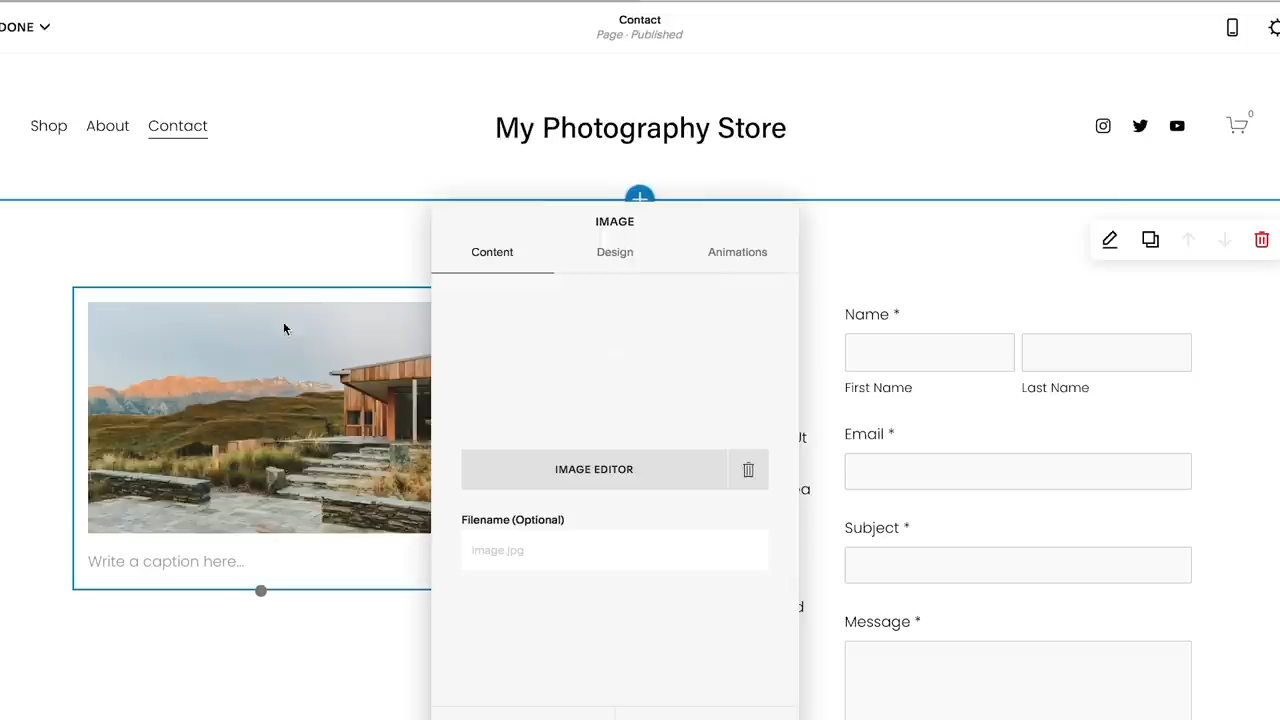 DONE
Contact
Page · Published
Shop About Contact
My Photography Store
0
IMAGE
Content Design Animations
IMAGE EDITOR
Filename (Optional)
Image.jpg
Write a caption here...
Name *
First Name Last Name
Email *
Subject *
Message *